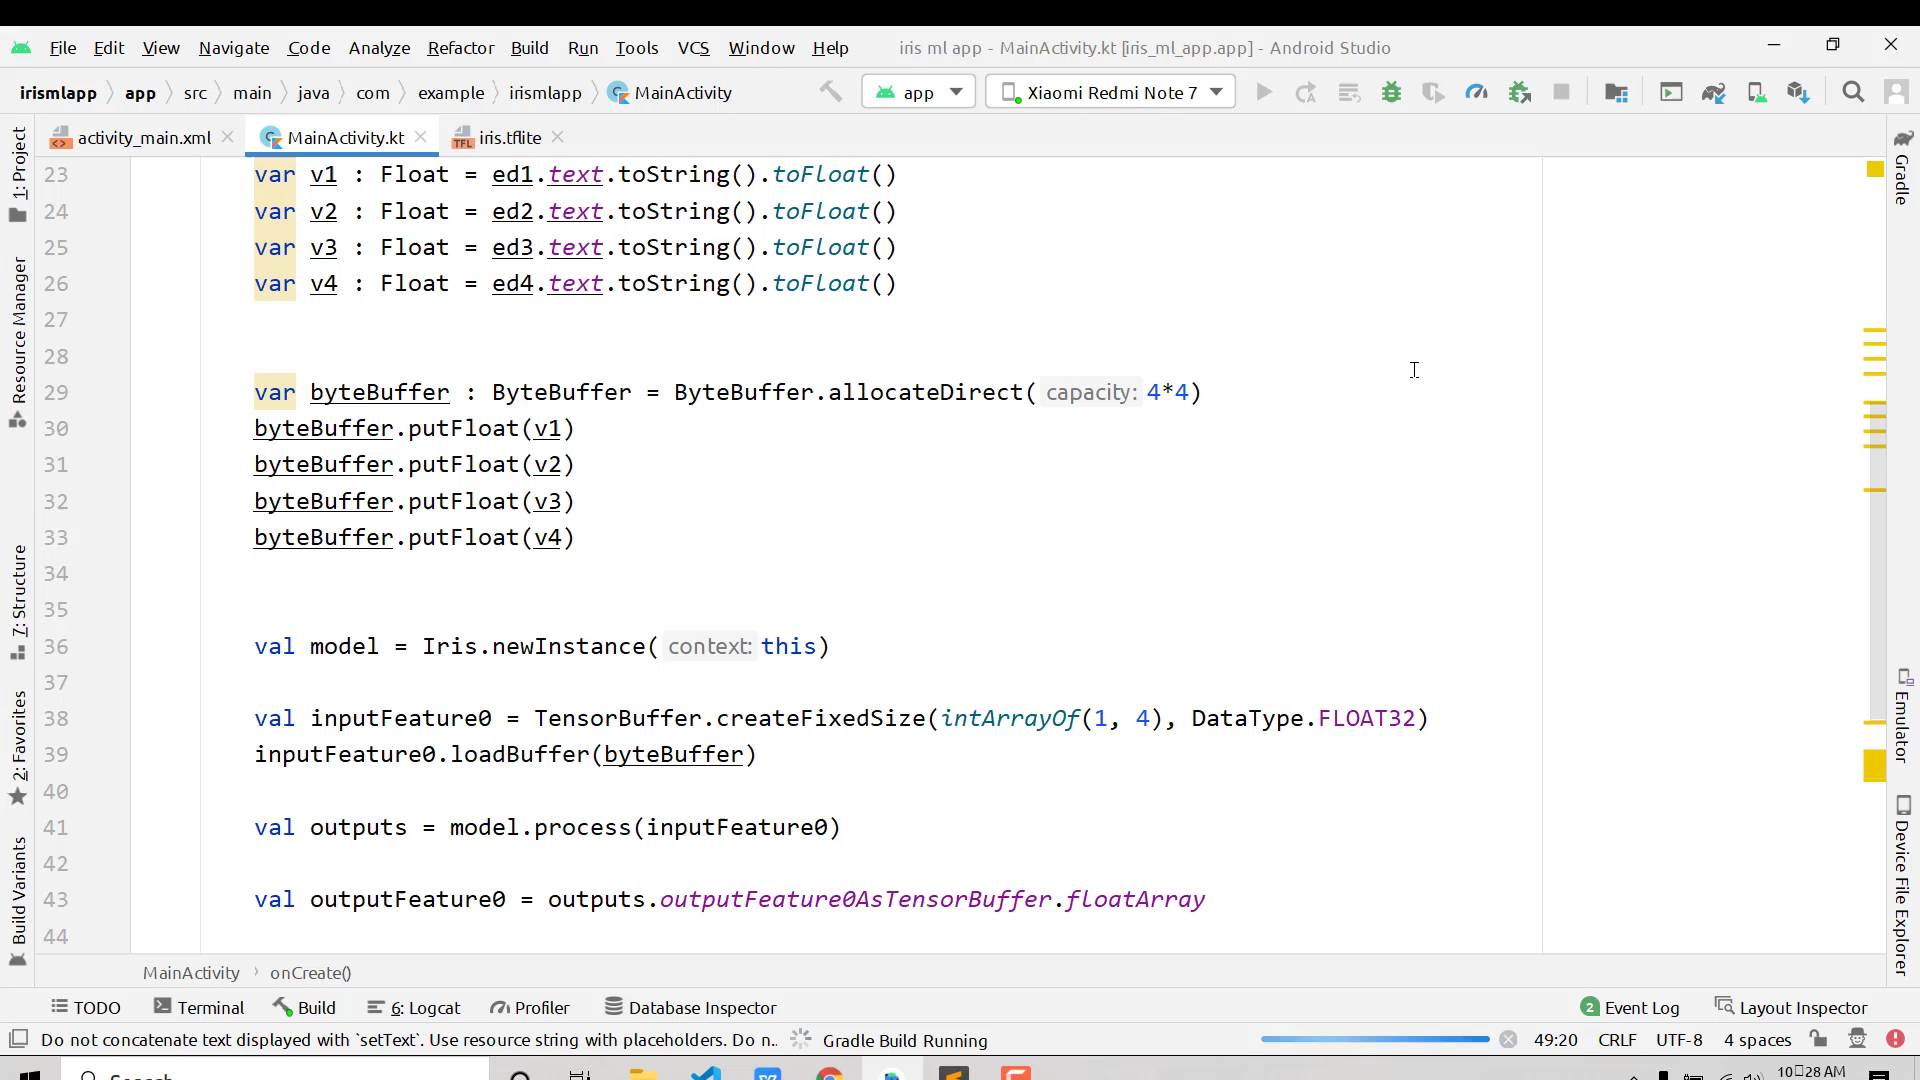 File Edit View Navigate Code Analyze Refactor Build Run Tools VCS Window Help iris ml app - MainActivity.kt [iris_ml_app.app] - Android Studio
irismlapp app src main java com example irismlapp MainActivity app Xiaomi Redmi Note 7
activity_main.xml MainActivity.kt iris.tflite
1: Project
Resource Manager
7: Structure
2: Favorites
Build Variants
23 var v1 : Float = ed1.text.toString().toFloat()
24 var v2 : Float = ed2.text.toString().toFloat()
25 var v3 : Float = ed3.text.toString().toFloat()
26 var v4 : Float = ed4.text.toString().toFloat()
27
28
29 var byteBuffer : ByteBuffer = ByteBuffer.allocateDirect( capacity: 4*4)
30 byteBuffer.putFloat(v1)
31 byteBuffer.putFloat(v2)
32 byteBuffer.putFloat(v3)
33 byteBuffer.putFloat(v4)
34
35
36 val model = Iris.newInstance( context: this)
37
38 val inputFeature0 = TensorBuffer.createFixedSize(intArrayOf(1, 4), DataType.FLOAT32)
39 inputFeature0.loadBuffer(byteBuffer)
40
41 val outputs = model.process(inputFeature0)
42
43 val outputFeature0 = outputs.outputFeature0AsTensorBuffer.floatArray
44
Gradle
Emulator
Device File Explorer
MainActivity onCreate()
TODO Terminal Build 6: Logcat Profiler Database Inspector 2 Event Log Layout Inspector
Do not concatenate text displayed with `setText`. Use resource string with placeholders. Do n.. Gradle Build Running 49:20 CRLF UTF-8 4 spaces
Search 10:28 AM